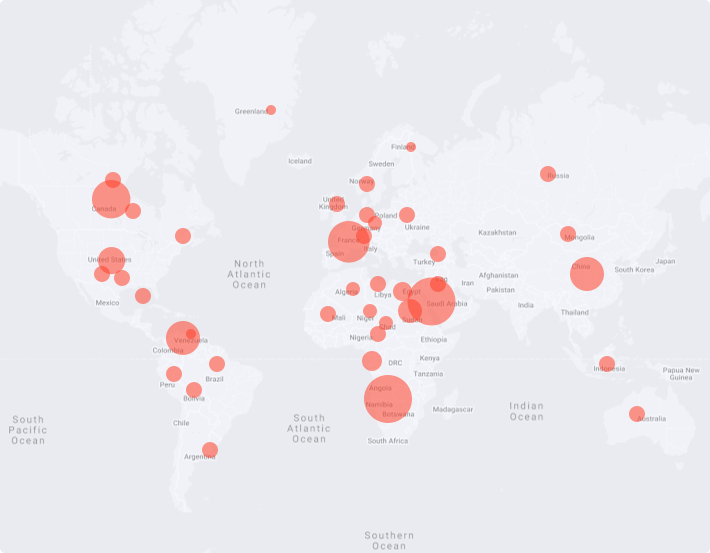 Greenland
Finland
Iceland
Sweden
Norway
Russia
United
Kingdom
Canada
Poland
Germany
Ukraine
Kazakhstan
Mongolia
France
Italy
Spain
United States
Turkey
China
Japan
South Korea
North
Atlantic
Ocean
Afghanistan
Iran
Pakistan
Algeria
Libya
Egypt
Saudi Arabia
India
Mexico
Mali
Niger
Sudan
Thailand
Chad
Nigeria
Ethiopia
Venezuela
Colombia
Kenya
DRC
Tanzania
Indonesia
Papua New
Guinea
Brazil
Peru
Bolivia
Angola
Namibia
Botswana
Madagascar
Indian
Ocean
South
Pacific
Ocean
South
Atlantic
Ocean
Chile
Australia
South Africa
Argentina
Southern
Ocean